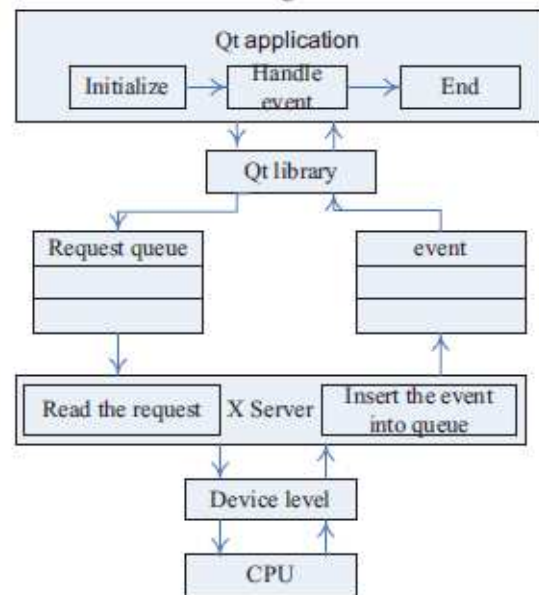 Qt application
Initialize
Handle
event
End
Qt library
Request queue
event
Read the request
X Server
Insert the event
into queue
Device level
CPU